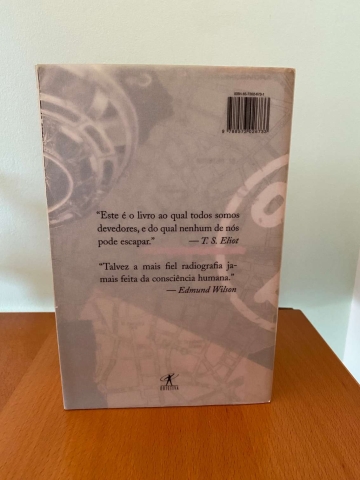 "Este é o livro ao qual todos somos
devedores, e do qual nenhum de nós
pode escapar." — T. S. Eliot
"Talvez a mais fiel radiografia ja-
mais feita da consciência humana."
— Edmund Wilson
OBJETIVA